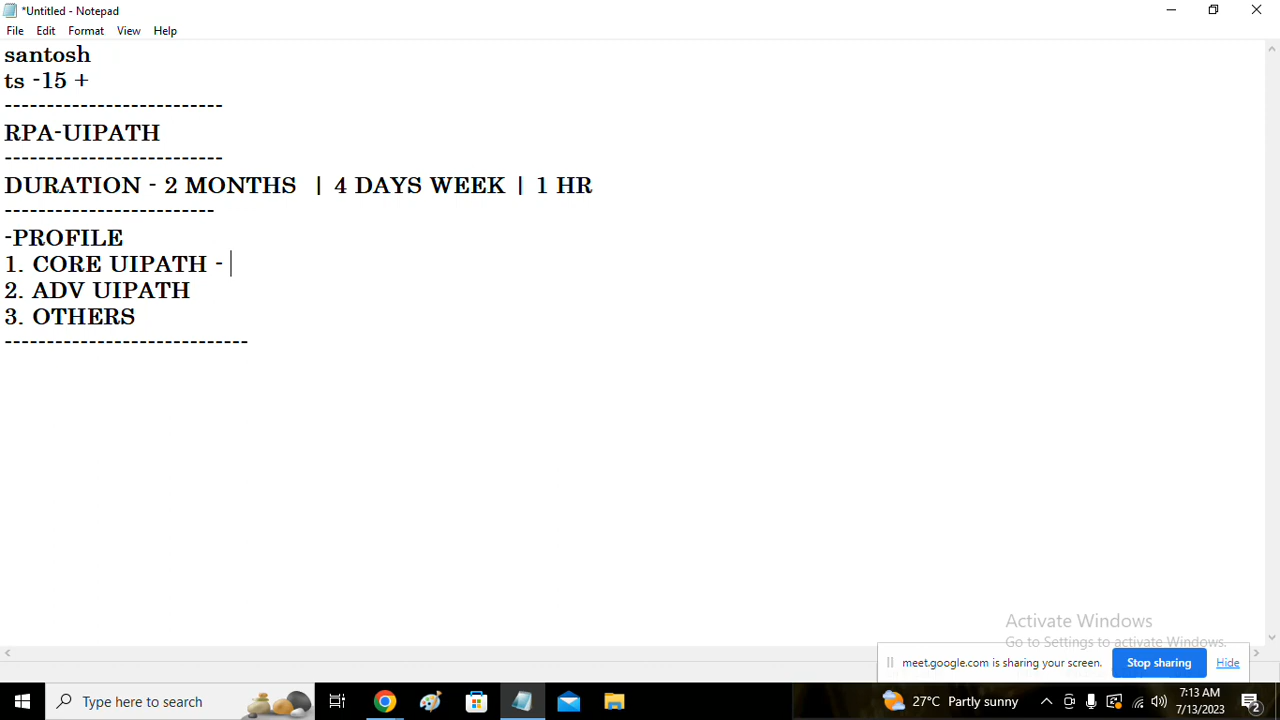 *Untitled - Notepad
File Edit Format View Help
santosh
ts -15 +
--------------------------
RPA-UIPATH
--------------------------
DURATION - 2 MONTHS | 4 DAYS WEEK | 1 HR
-------------------------
-PROFILE
1. CORE UIPATH -
2. ADV UIPATH
3. OTHERS
-----------------------------
Activate Windows
Go to Settings to activate Windows.
meet.google.com is sharing your screen. Stop sharing Hide
Type here to search
27°C Partly sunny
7:13 AM
7/13/2023
2